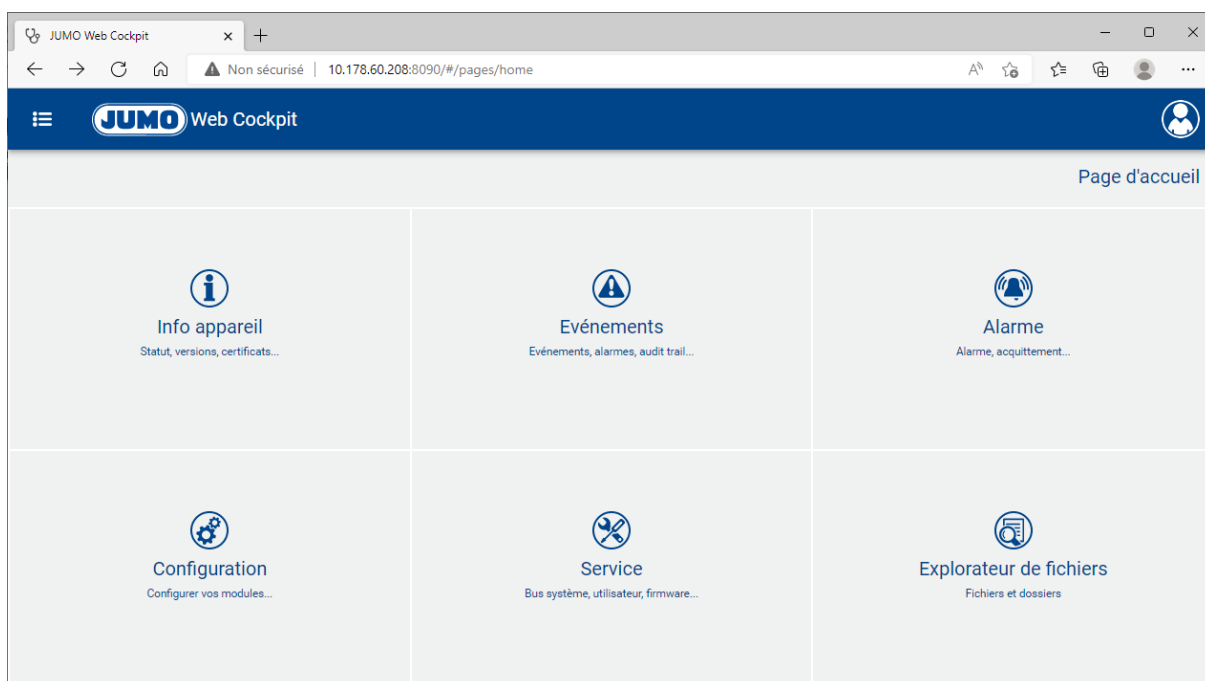 JUMO Web Cockpit
Non sécurisé | 10.178.60.208:8090/#/pages/home
JUMO Web Cockpit
Page d'accueil
Info appareil
Statut, versions, certificats...
Evénements
Evénements, alarmes, audit trail...
Alarme
Alarme, acquittement...
Configuration
Configurer vos modules...
Service
Bus système, utilisateur, firmware...
Explorateur de fichiers
Fichiers et dossiers